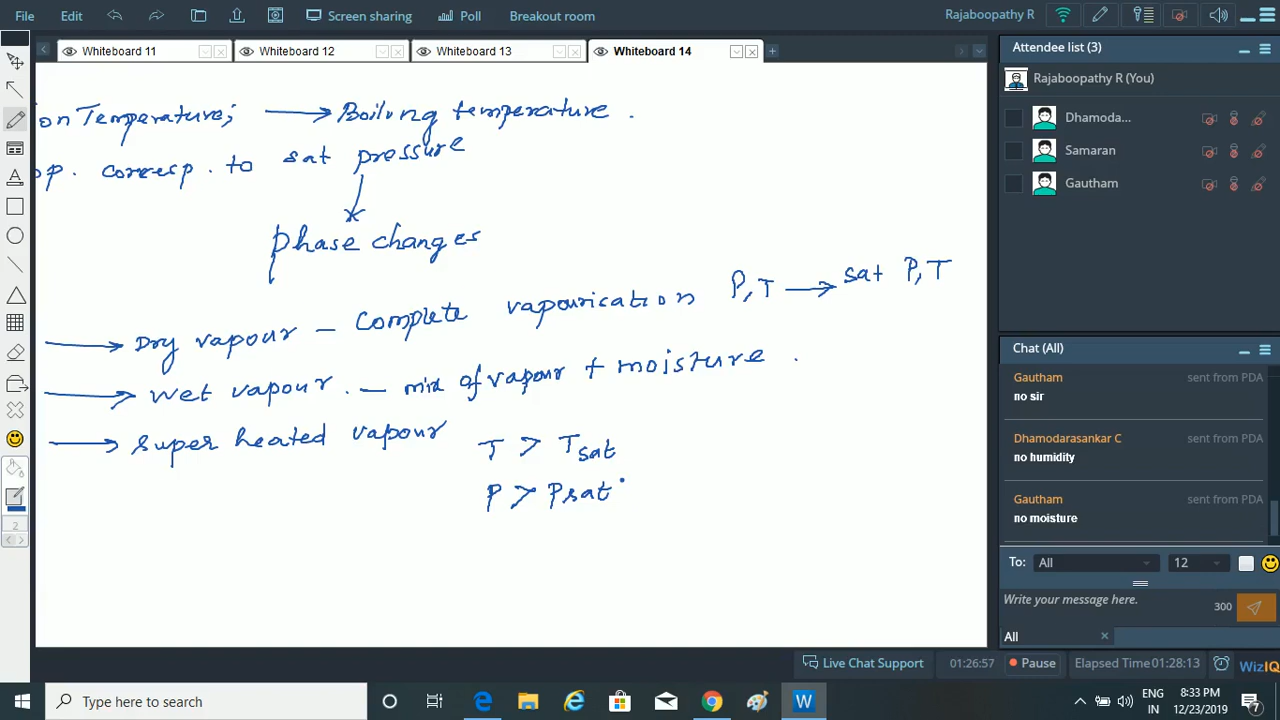 File Edit Screen sharing Poll Breakout room Rajaboopathy R
Whiteboard 11 Whiteboard 12 Whiteboard 13 Whiteboard 14
Attendee list (3)
Rajaboopathy R (You)
Dhamoda...
Samaran
Gautham
on Temperature; → Boilung temperature .
op. corresp. to sat pressure
phase changes
P, T → sat P, T
→ Dry vapour – Complete vapourication
→ wet vapour . – mix of vapour + moisture .
→ super heated vapour
T > Tsat
P > Psat
2
Chat (All)
Gautham sent from PDA
no sir
Dhamodarasankar C sent from PDA
no humidity
Gautham sent from PDA
no moisture
To: All 12
Write your message here. 300
All
Live Chat Support 01:26:57 Pause Elapsed Time 01:28:13 WizIQ
Type here to search
ENG
IN
8:33 PM
12/23/2019
7